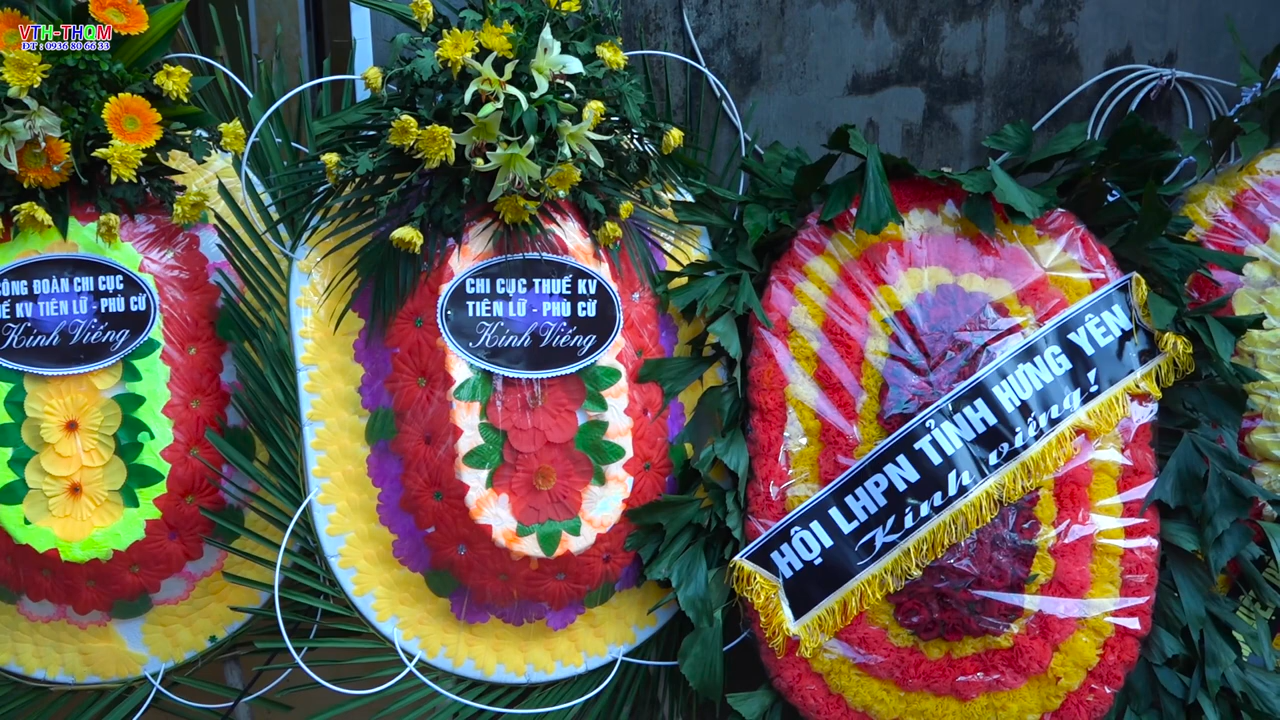 VTH-THQM
ĐT : 0936 80 66 33
CÔNG ĐOÀN CHI CỤC
KV TIÊN LỮ - PHÙ CỪ
Kính Viếng
CHI CỤC THUẾ KV
TIÊN LỮ - PHÙ CỪ
Kính Viếng
HỘI LHPN TỈNH HƯNG YÊN
Kính viếng!